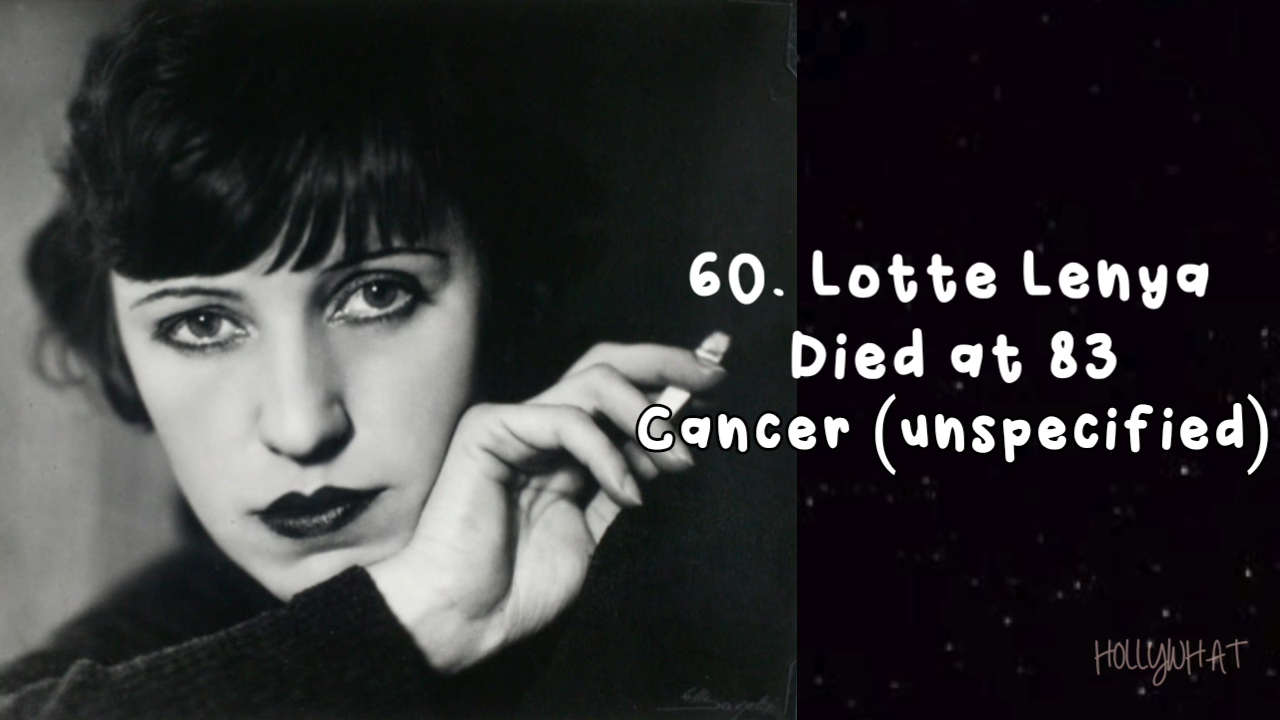 60. Lotte Lenya
Died at 83
Cancer (unspecified)
HOLLYWHAT